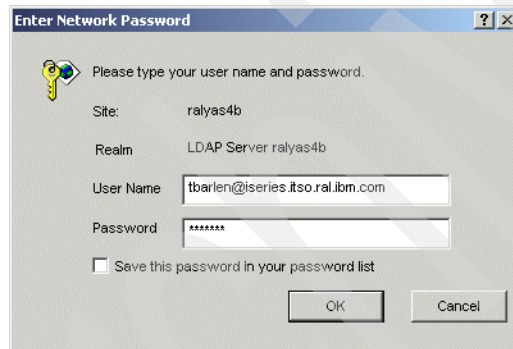 Enter Network Password
Please type your user name and password.
Site: ralyas4b
Realm LDAP Server ralyas4b
User Name tbarlen@iseries.itso.ral.ibm.com
Password *******
Save this password in your password list
OK Cancel